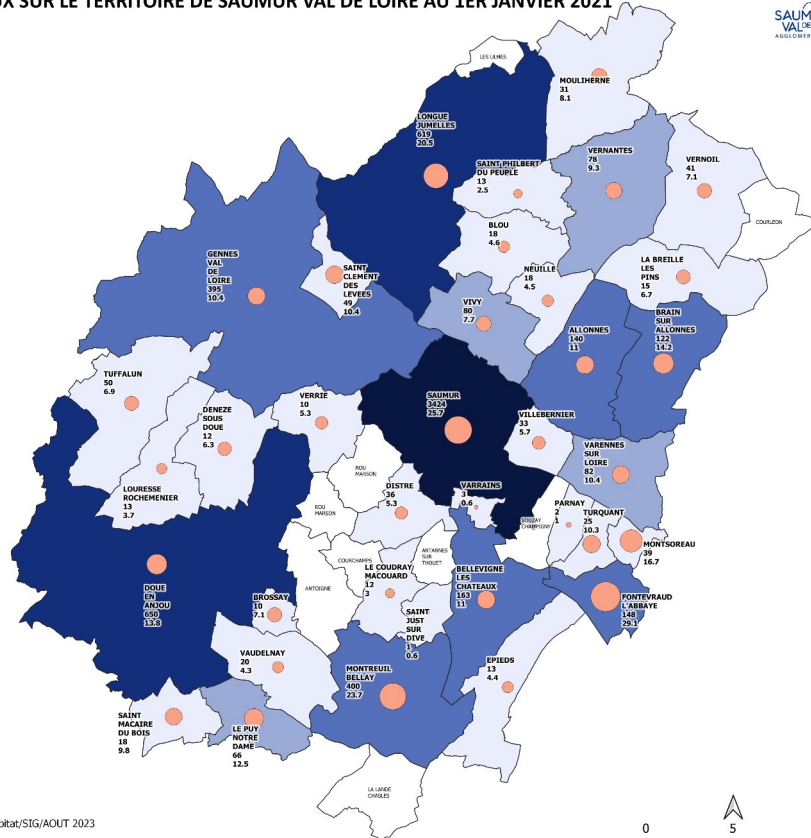 UX SUR LE TERRITOIRE DE SAUMUR VAL DE LOIRE AU 1ER JANVIER 2021
SAUM
VAL DE
AGGLOMÉR
LES ULMES
MOULIHERNE
31
8.1
LONGUE
JUMELLES
619
20.5
VERNANTES
78
9.3
VERNOIL
41
7.1
SAINT PHILBERT
DU PEUPLE
13
2.5
COURLEON
BLOU
18
4.6
GENNES
VAL
DE
LOIRE
395
10.4
SAINT
CLEMENT
DES
LEVEES
49
10.4
NEUILLE
18
4.5
LA BREILLE
LES
PINS
15
6.7
VIVY
80
7.7
ALLONNES
140
11
BRAIN
SUR
ALLONNES
122
14.2
TUFFALUN
50
6.9
DENEZE
SOUS
DOUE
12
6.3
VERRIE
10
5.3
SAUMUR
3424
25.7
VILLEBERNIER
33
5.7
VARENNES
SUR
LOIRE
82
10.4
LOURESSE
ROCHEMENIER
13
3.7
ROU
MARSON
ROU
MARSON
DISTRE
36
5.3
VARRAINS
3
0.6
SOUZAY
CHAMPIGNY
PARNAY
2
1
TURQUANT
25
10.3
MONTSOREAU
39
16.7
DOUE
EN
ANJOU
650
13.8
COURCHAMPS
ARTANNES
SUR
THOUET
ANTOIGNE
LE COUDRAY
MACOUARD
12
3
BELLEVIGNE
LES
CHATEAUX
163
11
FONTEVRAUD
L'ABBAYE
148
29.1
BROSSAY
10
7.1
SAINT
JUST
SUR
DIVE
1
0.6
VAUDELNAY
20
4.3
MONTREUIL
BELLAY
400
23.7
EPIEDS
13
4.4
SAINT
MACAIRE
DU BOIS
18
9.8
LE PUY
NOTRE
DAME
66
12.5
LA LANDE
CHASLES
bitat/SIG/AOUT 2023
0 5